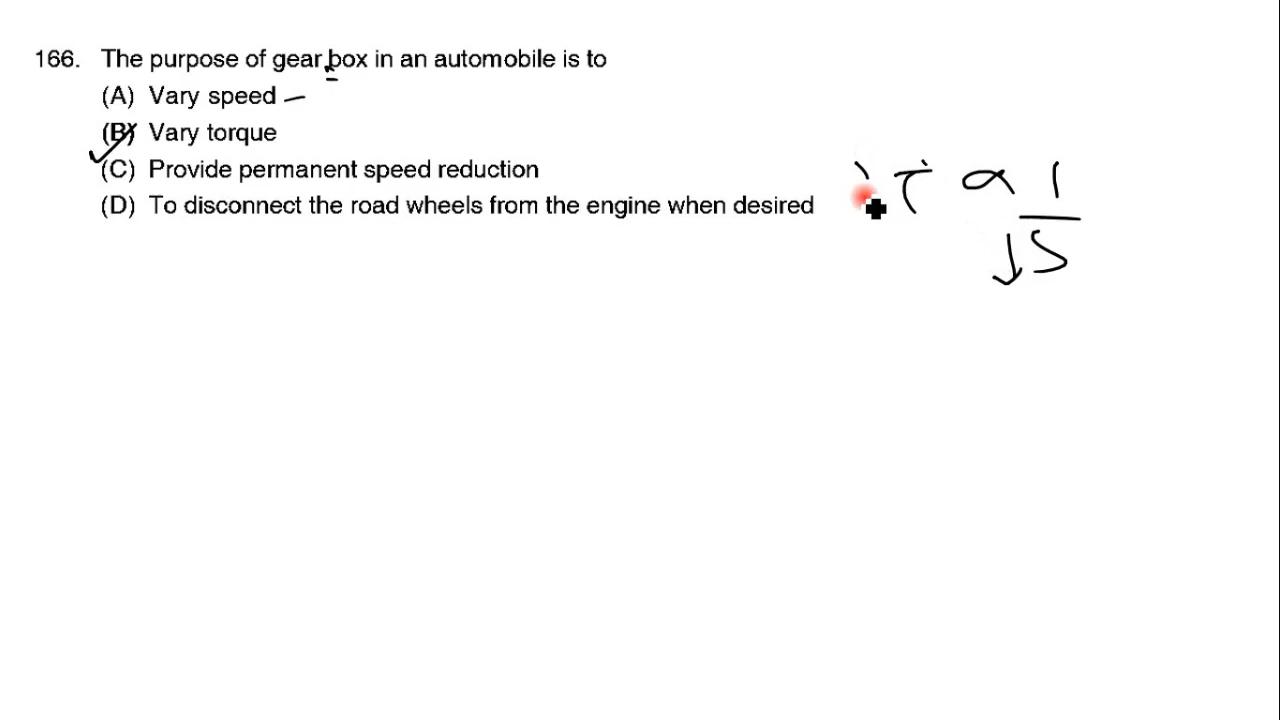 166. The purpose of gear box in an automobile is to
(A) Vary speed –
(B) Vary torque
(C) Provide permanent speed reduction
(D) To disconnect the road wheels from the engine when desired
τ α 1
↓S